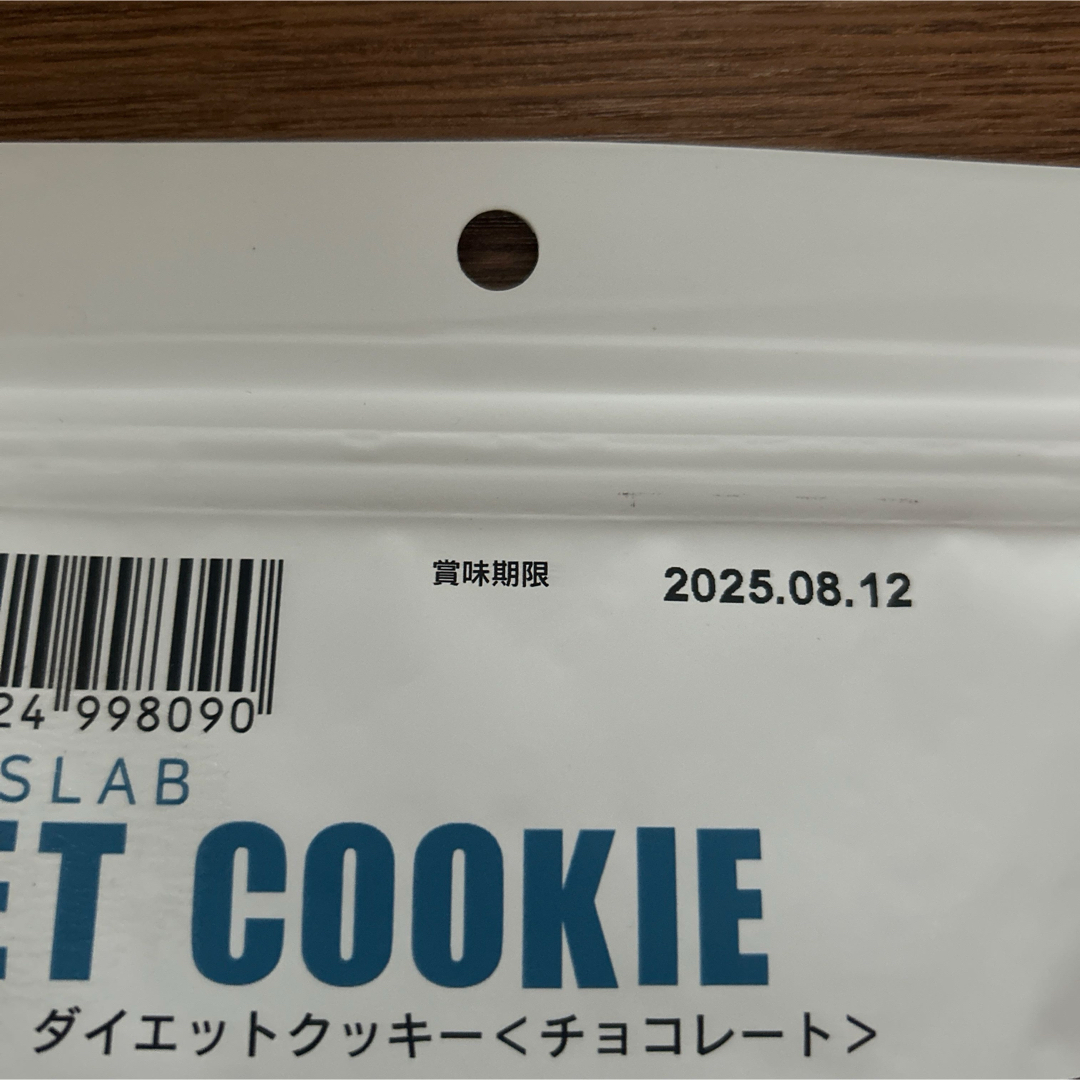 賞味期限 2025.08.12
24 998090
SLAB
ET COOKIE
ダイエットクッキー＜チョコレート＞